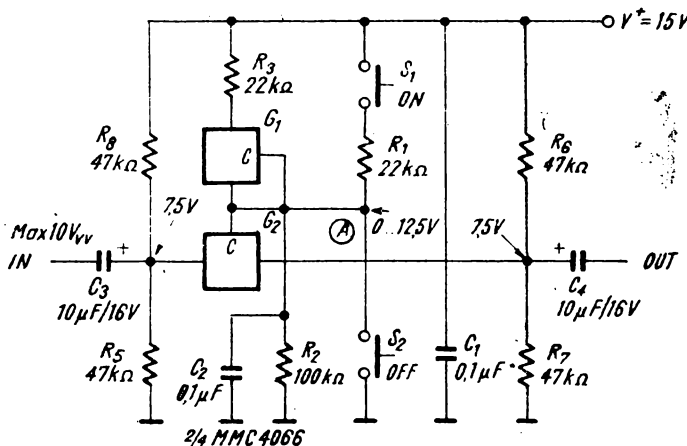 V⁺=15V
R₃
22kΩ
S₁
ON
G₁
C
R₈
47kΩ
R₁
22kΩ
R₆
47kΩ
7,5V
G₂
C
A
0...12,5V
7,5V
Max 10Vvv
IN
+
C₃
10µF/16V
+
C₄
10µF/16V
OUT
R₅
47kΩ
C₂
0,1µF
R₂
100kΩ
S₂
OFF
C₁
0,1µF
R₇
47kΩ
2/4 MMC 4066